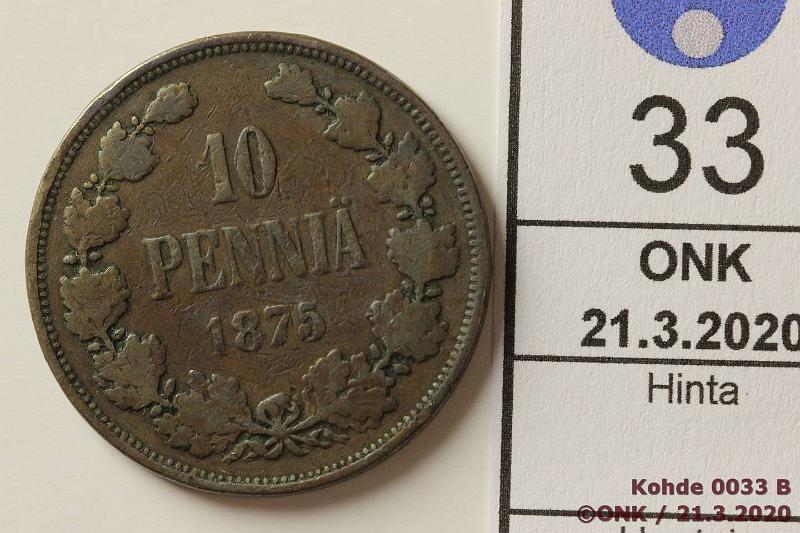 10
PENNIÄ
1875
33
ONK
21.3.2020
Hinta
Kohde 0033 B
©ONK / 21.3.2020